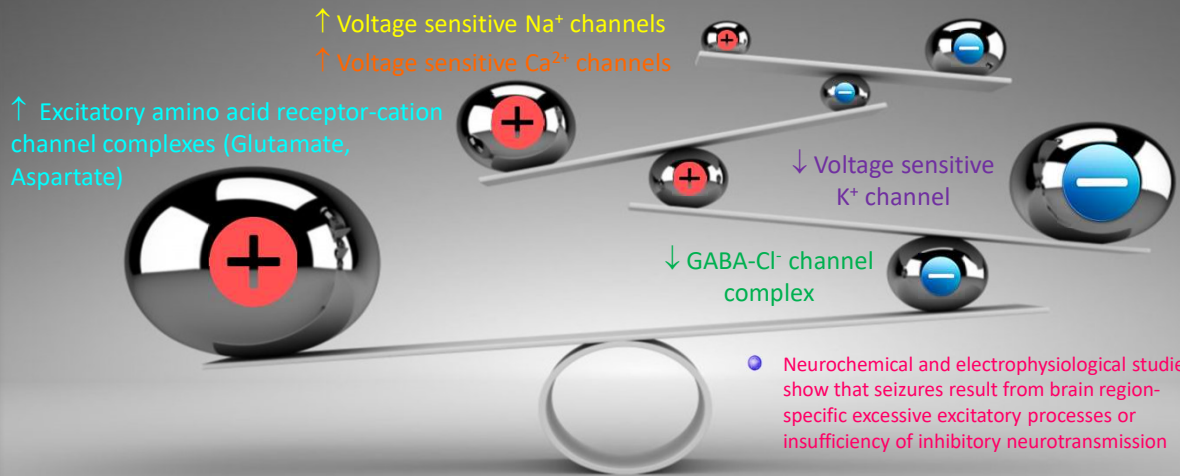 ↑ Voltage sensitive Na⁺ channels
↑ Voltage sensitive Ca²⁺ channels
↑ Excitatory amino acid receptor-cation
channel complexes (Glutamate,
Aspartate)
↓ Voltage sensitive
K⁺ channel
↓ GABA-Cl⁻ channel
complex
Neurochemical and electrophysiological studie
show that seizures result from brain region-
specific excessive excitatory processes or
insufficiency of inhibitory neurotransmission